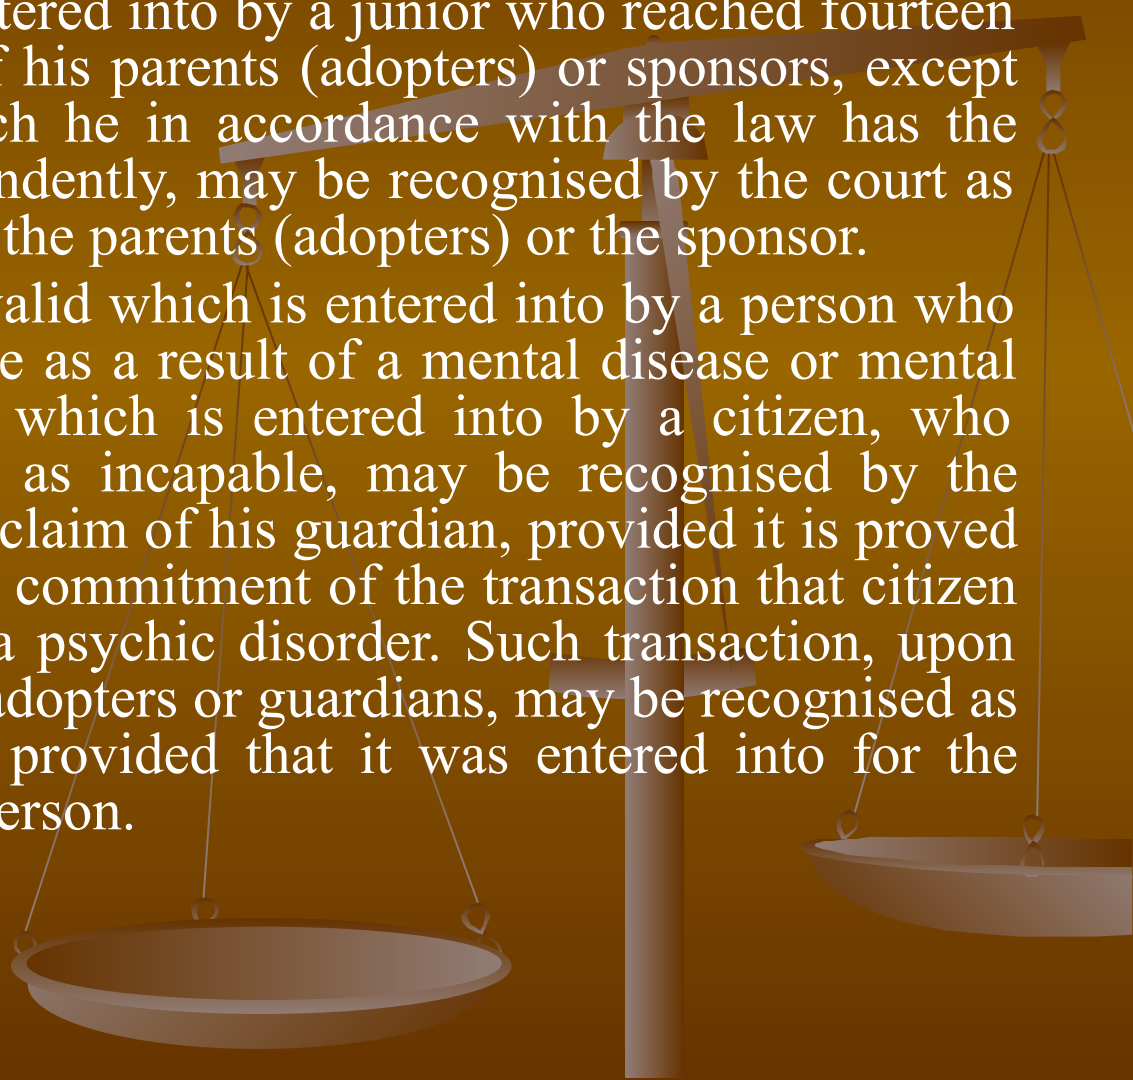 tered into by a junior who reached fourteen
f his parents (adopters) or sponsors, except
ch he in accordance with the law has the
ndently, may be recognised by the court as
the parents (adopters) or the sponsor.
valid which is entered into by a person who
e as a result of a mental disease or mental
which is entered into by a citizen, who
as incapable, may be recognised by the
claim of his guardian, provided it is proved
commitment of the transaction that citizen
a psychic disorder. Such transaction, upon
adopters or guardians, may be recognised as
provided that it was entered into for the
erson.